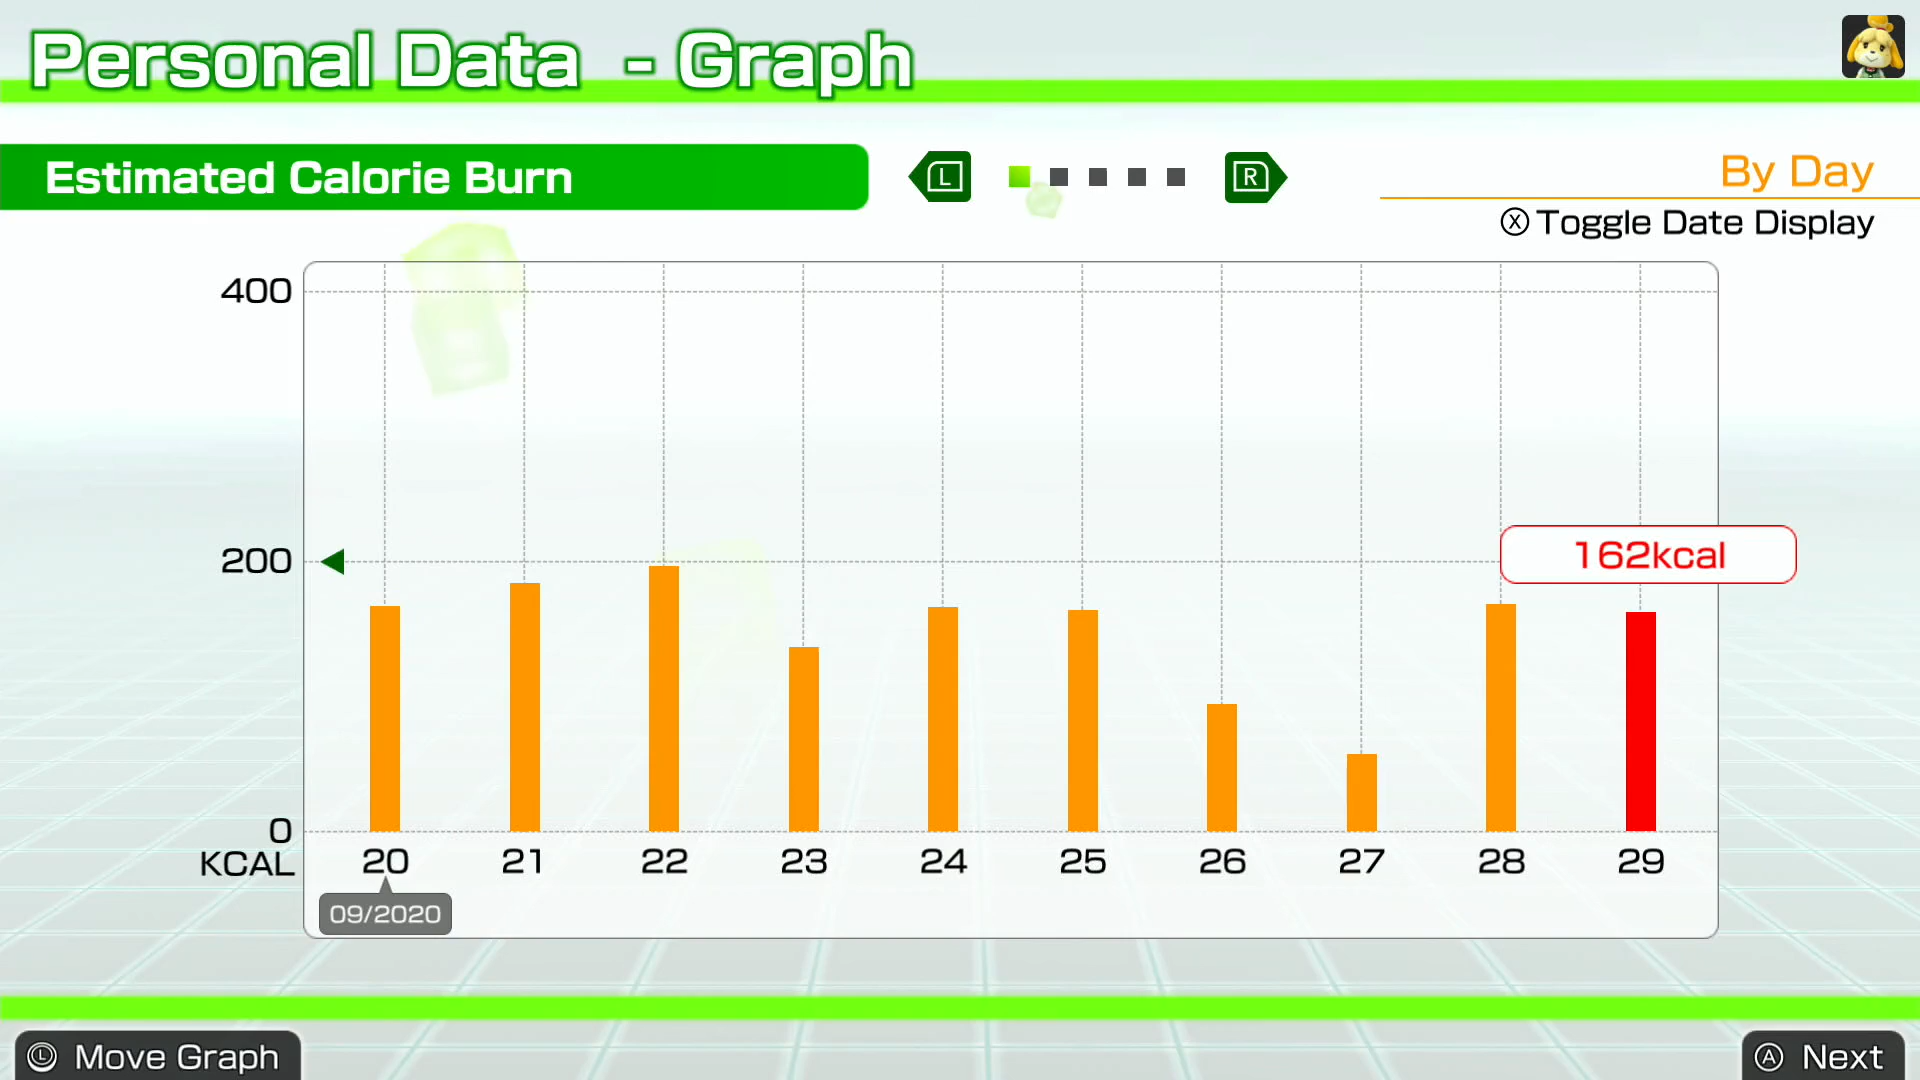 Personal Data - Graph
Estimated Calorie Burn
L
R
By Day
Ⓧ Toggle Date Display
400
200
162kcal
0
KCAL 20 21 22 23 24 25 26 27 28 29
09/2020
Ⓛ Move Graph
Ⓐ Next